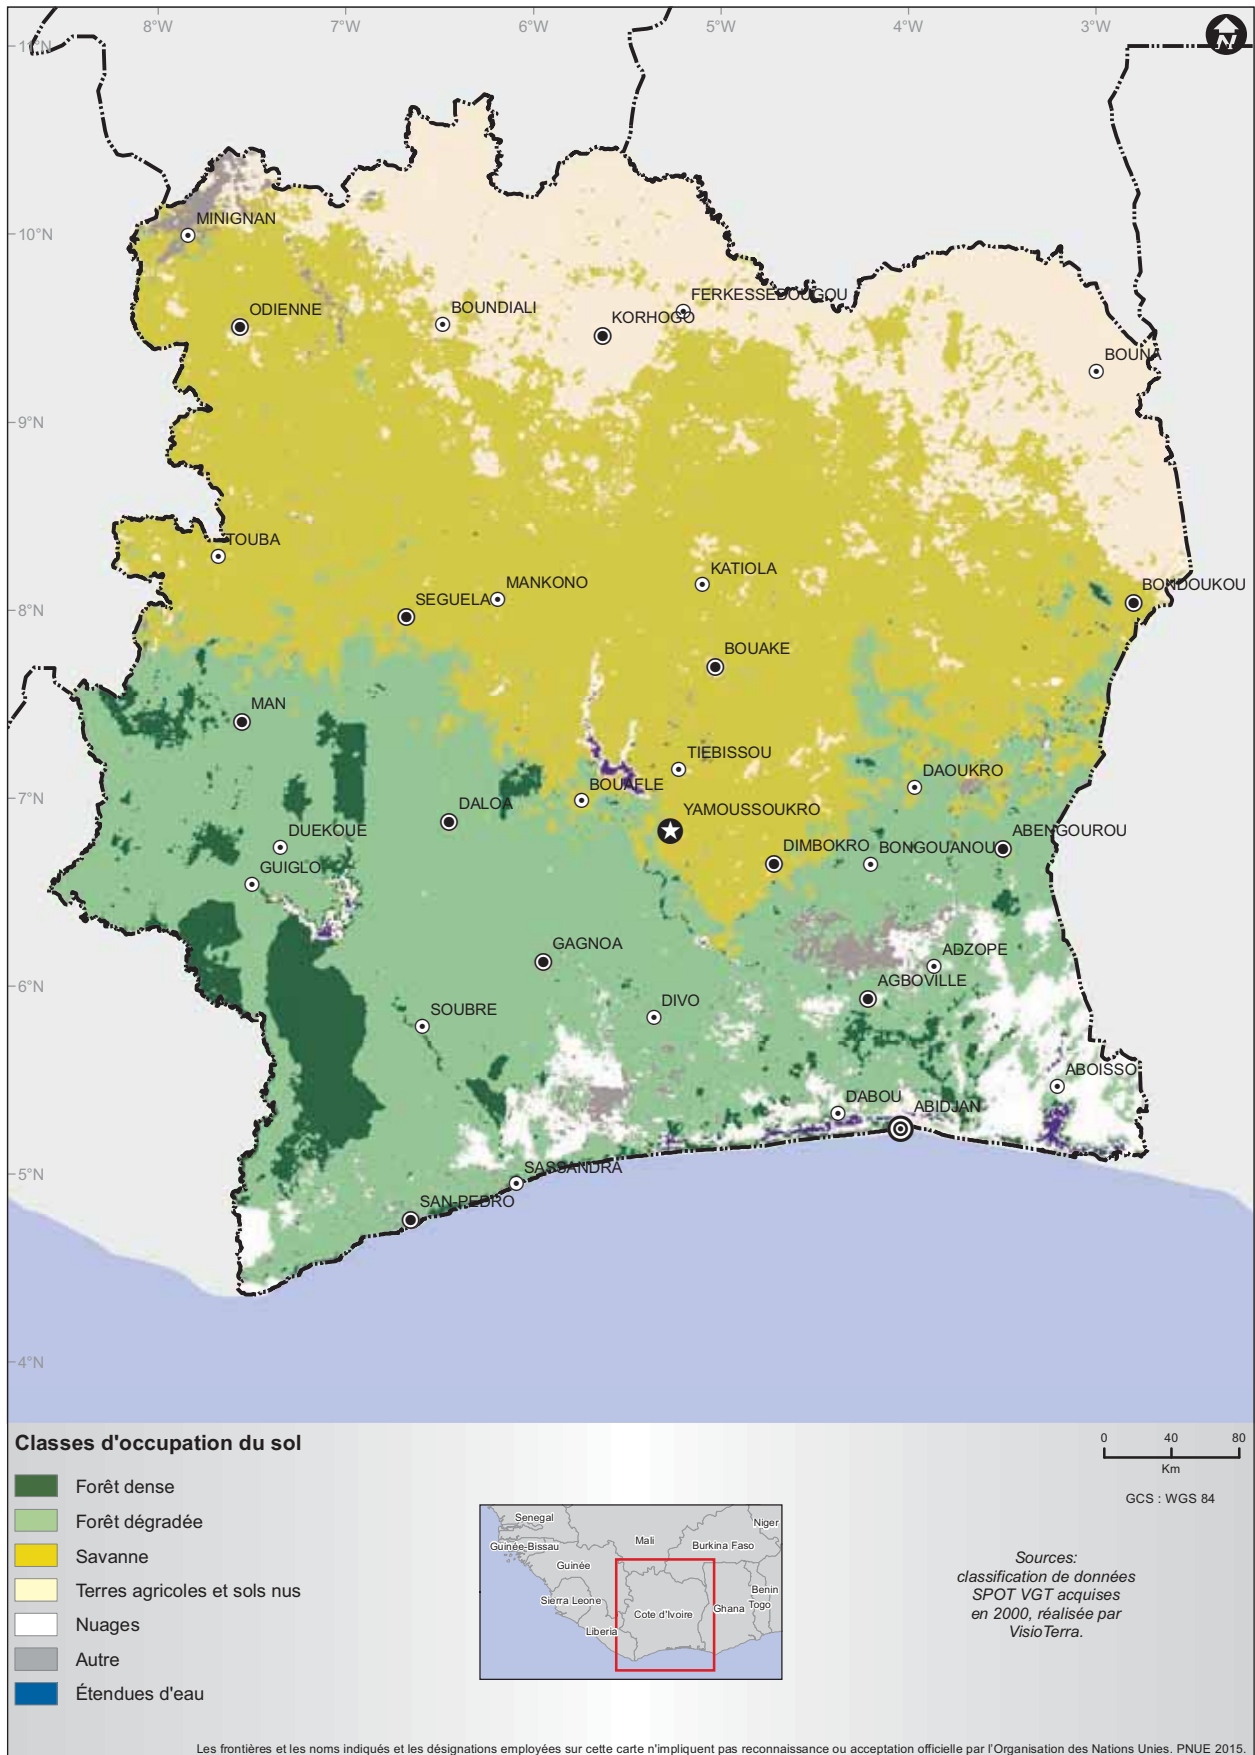 8°W
7°W
6°W
5°W
4°W
3°W
N
11°N
10°N
9°N
8°N
7°N
6°N
5°N
4°N
MINIGNAN
ODIENNE
BOUNDIALI
FERKESSEDOUGOU
KORHOGO
BOUNA
TOUBA
KATIOLA
MANKONO
SEGUELA
BONDOUKOU
BOUAKE
MAN
TIEBISSOU
BOUAFLE
DAOUKRO
DALOA
YAMOUSSOUKRO
DUEKOUE
DIMBOKRO
BONGOUANOU
ABENGOUROU
GUIGLO
GAGNOA
ADZOPE
AGBOVILLE
SOUBRE
DIVO
ABOISSO
DABOU
ABIDJAN
SASSANDRA
SAN-PEDRO
Classes d'occupation du sol
Forêt dense
Forêt dégradée
Savanne
Terres agricoles et sols nus
Nuages
Autre
Étendues d'eau
Senegal
Guinée-Bissau
Guinée
Sierra Leone
Liberia
Mali
Burkina Faso
Niger
Cote d'Ivoire
Ghana
Togo
Benin
0 40 80
Km
GCS : WGS 84
Sources:
classification de données
SPOT VGT acquises
en 2000, réalisée par
VisioTerra.
Les frontières et les noms indiqués et les désignations employées sur cette carte n'impliquent pas reconnaissance ou acceptation officielle par l'Organisation des Nations Unies. PNUE 2015.